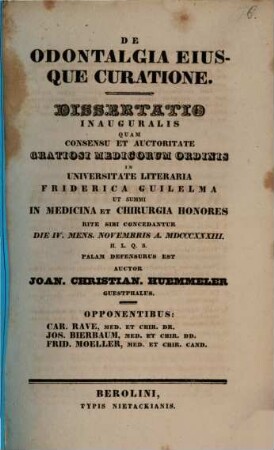 DE
ODONTALGIA EIUS-
QUE CURATIONE.
DISSERTATIO
INAUGURALIS
QUAM
CONSENSU ET AUCTORITATE
GRATIOSI MEDICORUM ORDINIS
IN
UNIVERSITATE LITERARIA
FRIDERICA GUILELMA
UT SUMMI
IN MEDICINA ET CHIRURGIA HONORES
RITE SIBI CONCEDANTUR
DIE IV. MENS. NOVEMBRIS A. MDCCCXXXIII.
H. L. Q. S.
PALAM DEFENSURUS EST
AUCTOR
JOAN. CHRISTIAN. HUEMMELER
GUESTPHALUS.
OPPONENTIBUS:
CAR. RAVE, MED. ET CHIR. DR.
JOS. BIERBAUM, MED. ET CHIR. DD.
FRID. MOELLER, MED. ET CHIR. CAND.
BEROLINI,
TYPIS NIETACKIANIS.